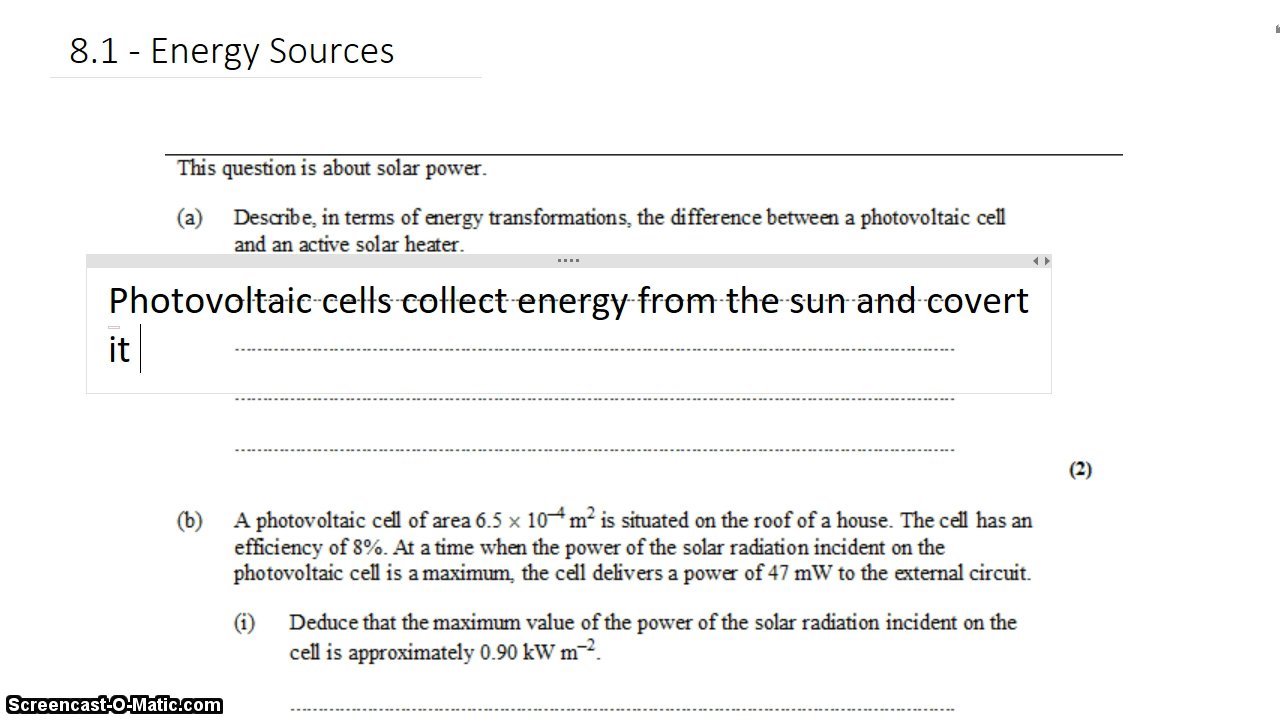 8.1 - Energy Sources
This question is about solar power.
(a) Describe, in terms of energy transformations, the difference between a photovoltaic cell
and an active solar heater.
Photovoltaic cells collect energy from the sun and covert
it
(2)
(b) A photovoltaic cell of area 6.5 × 10⁻⁴ m² is situated on the roof of a house. The cell has an
efficiency of 8%. At a time when the power of the solar radiation incident on the
photovoltaic cell is a maximum, the cell delivers a power of 47 mW to the external circuit.
(i) Deduce that the maximum value of the power of the solar radiation incident on the
cell is approximately 0.90 kW m⁻².
Screencast-O-Matic.com